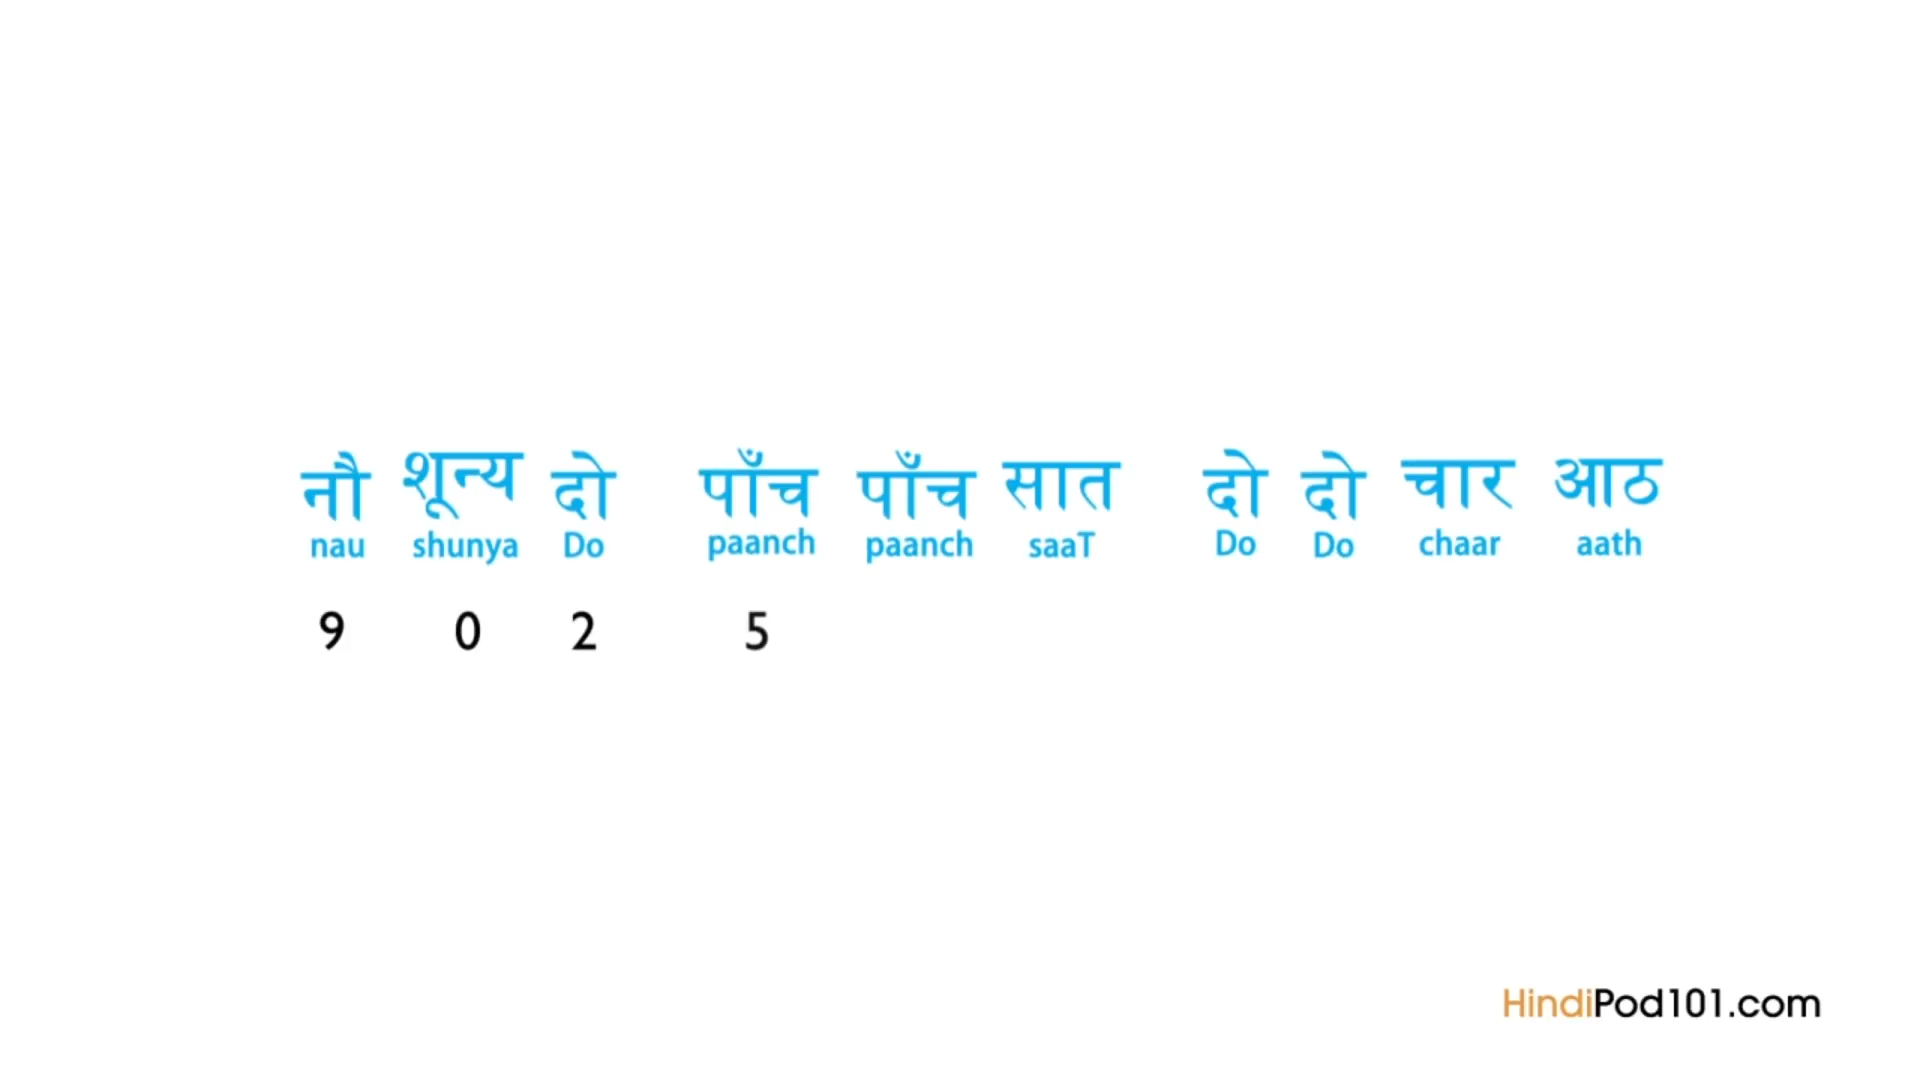 नौ शून्य दो पाँच पाँच सात दो दो चार आठ
nau shunya Do paanch paanch saaT Do Do chaar aath
9 0 2 5
HindiPod101.com